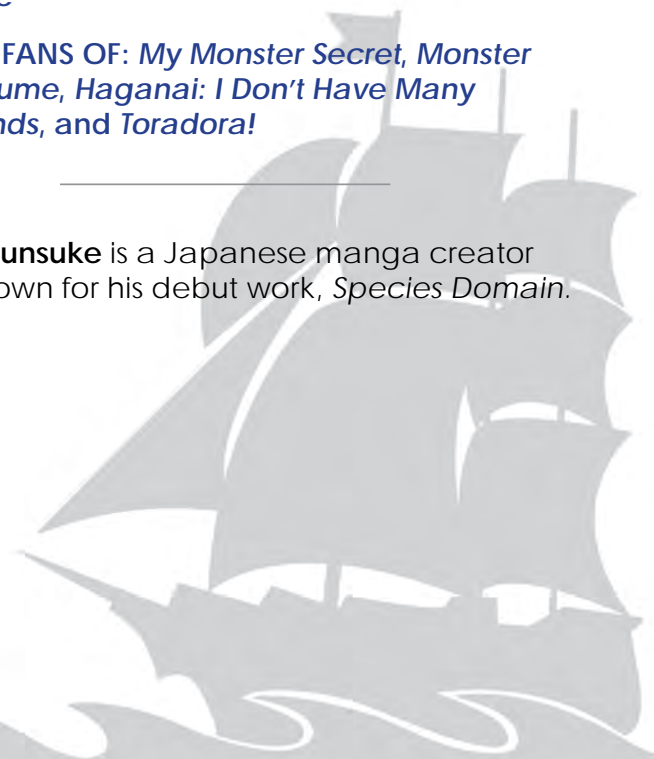 FANS OF: My Monster Secret, Monster
ume, Haganai: I Don't Have Many
nds, and Toradora!
unsuke is a Japanese manga creator
own for his debut work, Species Domain.